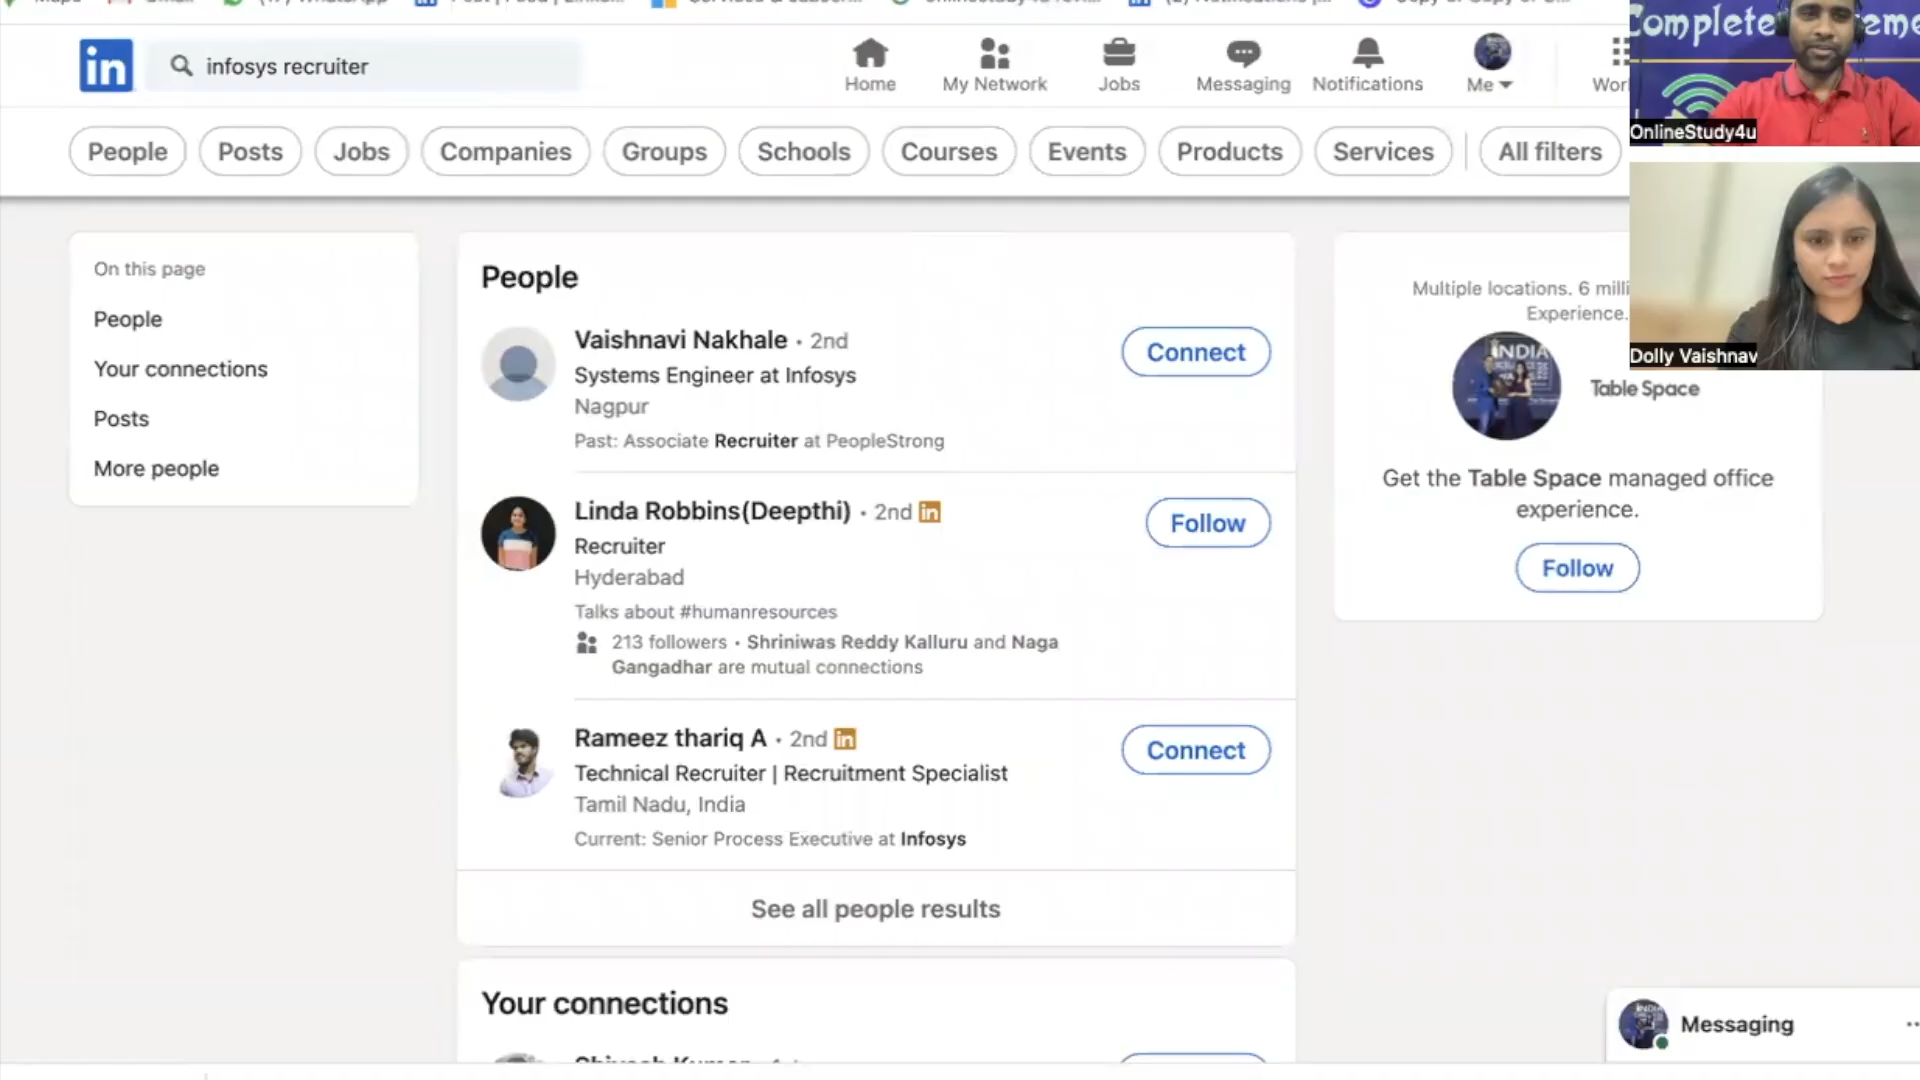 infosys recruiter
Home
My Network
Jobs
Messaging
Notifications
Me
OnlineStudy4u
People
Posts
Jobs
Companies
Groups
Schools
Courses
Events
Products
Services
All filters
On this page
People
Your connections
Posts
More people
People
Vaishnavi Nakhale • 2nd
Systems Engineer at Infosys
Nagpur
Past: Associate Recruiter at PeopleStrong
Connect
Linda Robbins(Deepthi) • 2nd in
Recruiter
Hyderabad
Talks about #humanresources
213 followers • Shriniwas Reddy Kalluru and Naga
Gangadhar are mutual connections
Follow
Rameez thariq A • 2nd in
Technical Recruiter | Recruitment Specialist
Tamil Nadu, India
Current: Senior Process Executive at Infosys
Connect
See all people results
Your connections
Dolly Vaishnav
Multiple locations. 6 milli
Experience.
INDIA
Table Space
Get the Table Space managed office
experience.
Follow
Messaging
in
Complete